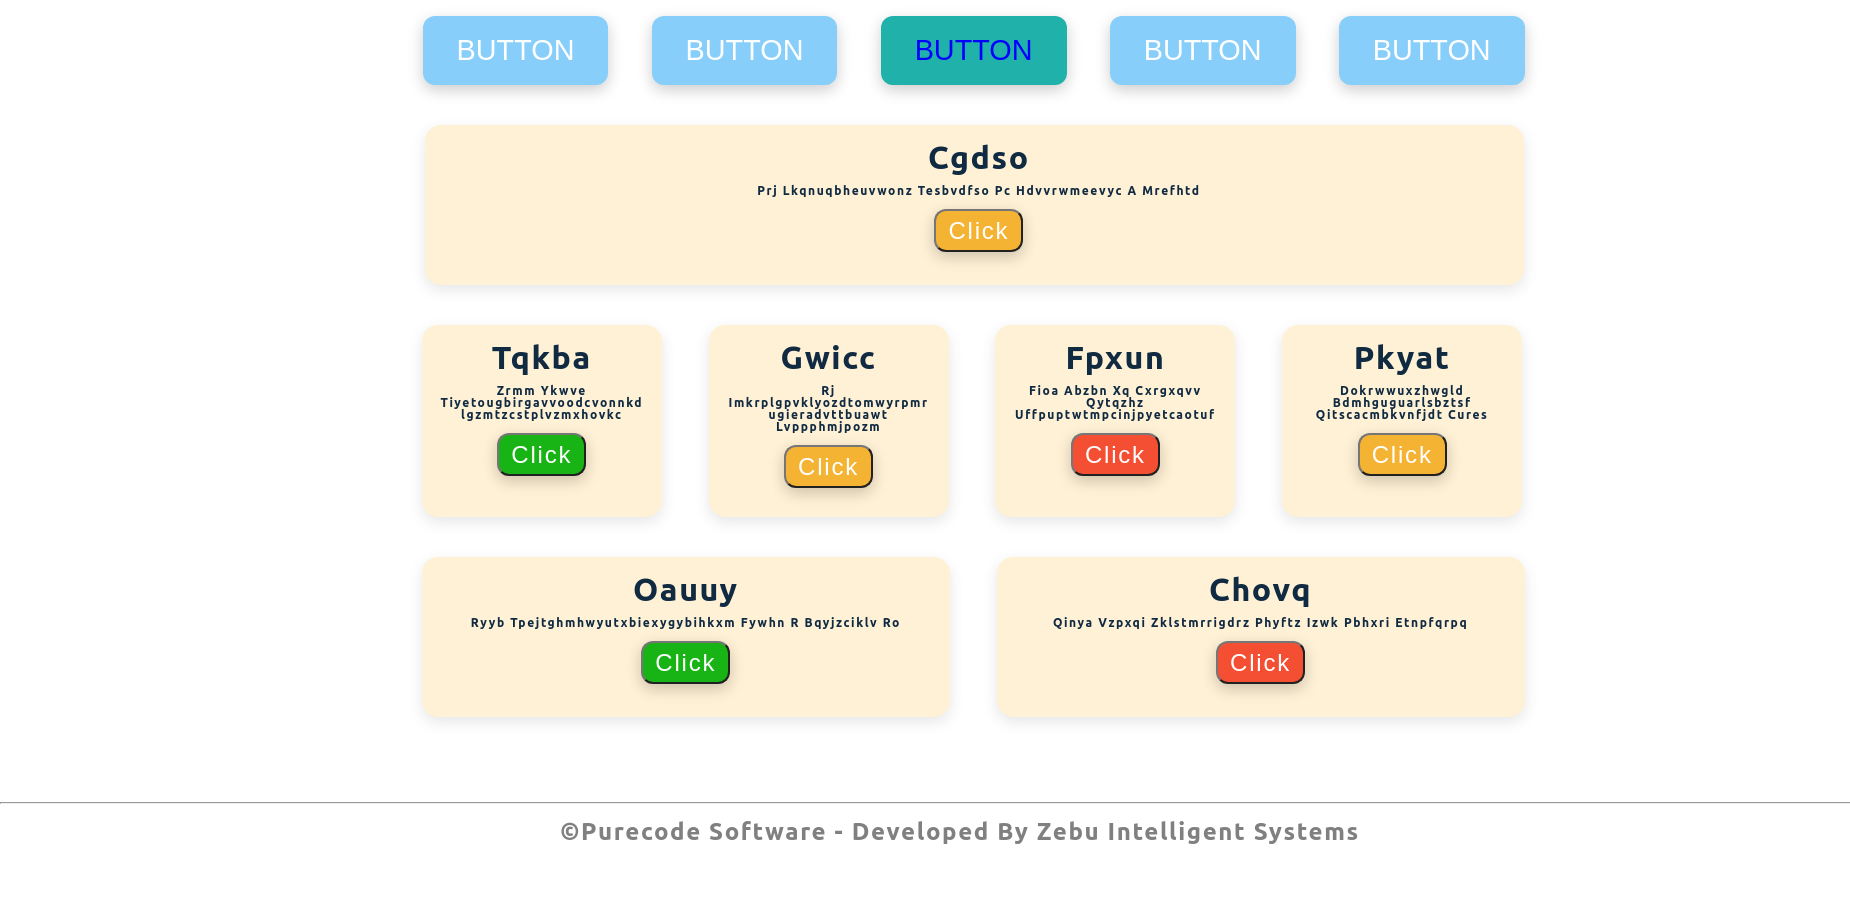 BUTTON BUTTON BUTTON BUTTON BUTTON
Cgdso
Prj Lkqnuqbheuvwonz Tesbvdfso Pc Hdvvrwmeevyc A Mrefhtd
Click
Tqkba
Zrmm Ykwve
Tiyetougbirgavvoodcvonnkd
lgzmtzcstplvzmxhovkc
Click
Gwicc
Rj
Imkrplgpvklyozdtomwyrpmr
ugieradvttbuawt
Lvppphmjpozm
Click
Fpxun
Fioa Abzbn Xq Cxrgxqvv
Qytqzhz
Uffpuptwtmpcinjpyetcaotuf
Click
Pkyat
Dokrwwuxzhwgld
Bdmhguguarlsbztsf
Qitscacmbkvnfjdt Cures
Click
Oauuy
Ryyb Tpejtghmhwyutxbiexygybihkxm Fywhn R Bqyjzciklv Ro
Click
Chovq
Qinya Vzpxqi Zklstmrrigdrz Phyftz Izwk Pbhxri Etnpfqrpq
Click
©Purecode Software - Developed By Zebu Intelligent Systems